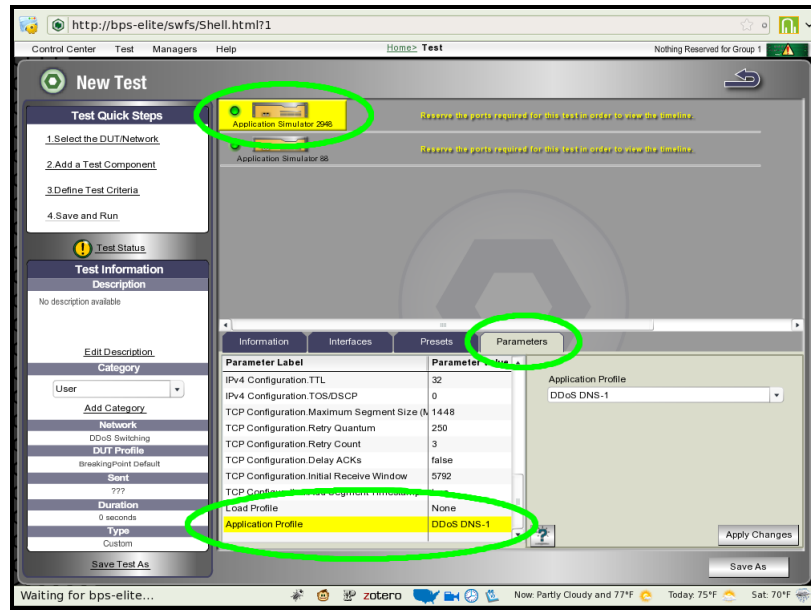 http://bps-elite/swfs/Shell.html?1
Control Center Test Managers Help Home> Test Nothing Reserved for Group 1
New Test
Test Quick Steps
1.Select the DUT/Network
2.Add a Test Component
3.Define Test Criteria
4.Save and Run
Test Status
Test Information
Description
No description available
Edit Description
Category
User
Add Category
Network
DDoS Switching
DUT Profile
BreakingPoint Default
Sent
???
Duration
0 seconds
Type
Custom
Save Test As
Application Simulator 2948
Reserve the ports required for this test in order to view the timeline.
Application Simulator 88
Reserve the ports required for this test in order to view the timeline.
Information Interfaces Presets Parameters
Parameter Label Parameter Value
IPv4 Configuration.TTL 32
IPv4 Configuration.TOS/DSCP 0
TCP Configuration.Maximum Segment Size (M 1448
TCP Configuration.Retry Quantum 250
TCP Configuration.Retry Count 3
TCP Configuration.Delay ACKs false
TCP Configuration.Initial Receive Window 5792
Load Profile None
Application Profile DDoS DNS-1
Application Profile
DDoS DNS-1
?
Apply Changes
Save As
Waiting for bps-elite... zotero Now: Partly Cloudy and 77°F Today: 75°F Sat: 70°F